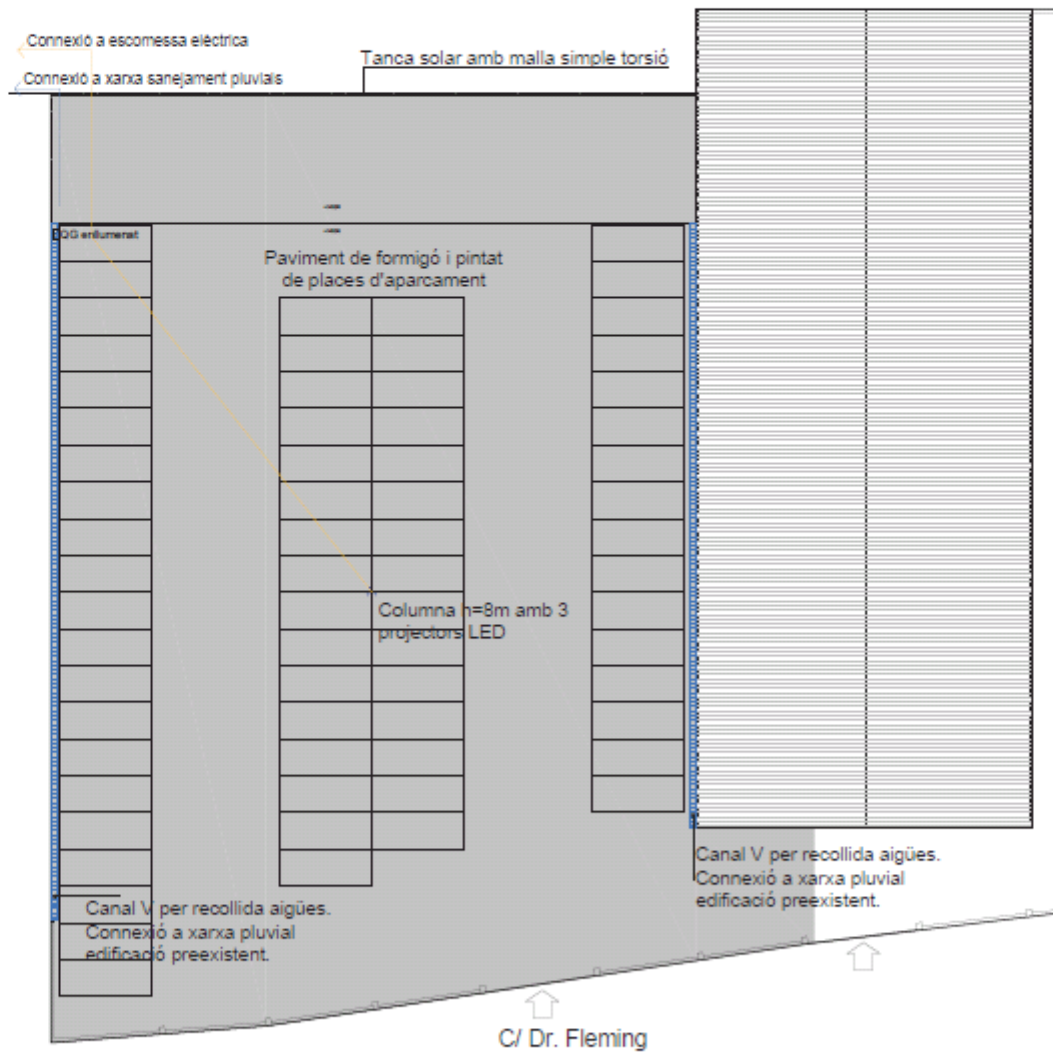 Connexió a escomessa elèctrica
Tanca solar amb malla simple torsió
Connexió a xarxa sanejament pluvials
QG enllumenat
Paviment de formigó i pintat
de places d'aparcament
Columna h=8m amb 3
projectors LED
Canal V per recollida aigües.
Connexió a xarxa pluvial
edificació preexistent.
Canal V per recollida aigües.
Connexió a xarxa pluvial
edificació preexistent.
C/ Dr. Fleming